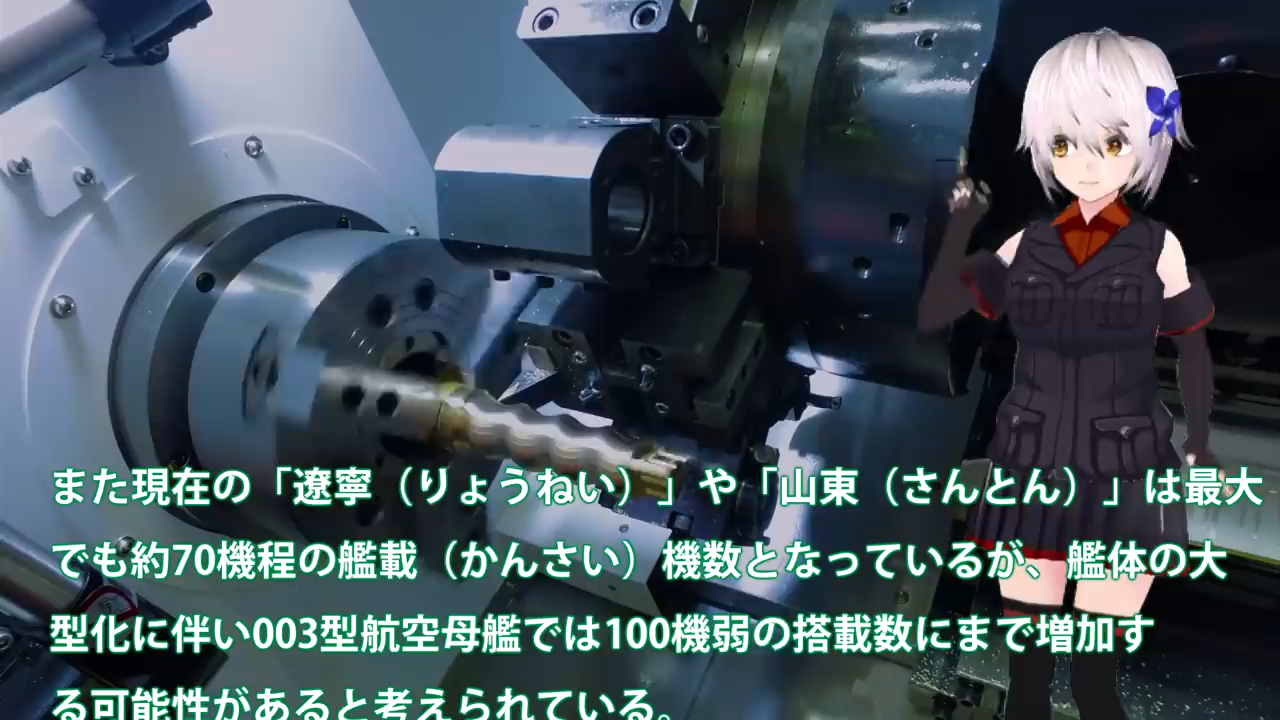 また現在の「遼寧（りょうねい）」や「山東（さんとん）」は最大
でも約70機程の艦載（かんさい）機数となっているが、艦体の大
型化に伴い003型航空母艦では100機弱の搭載数にまで増加す
る可能性があると考えられている。